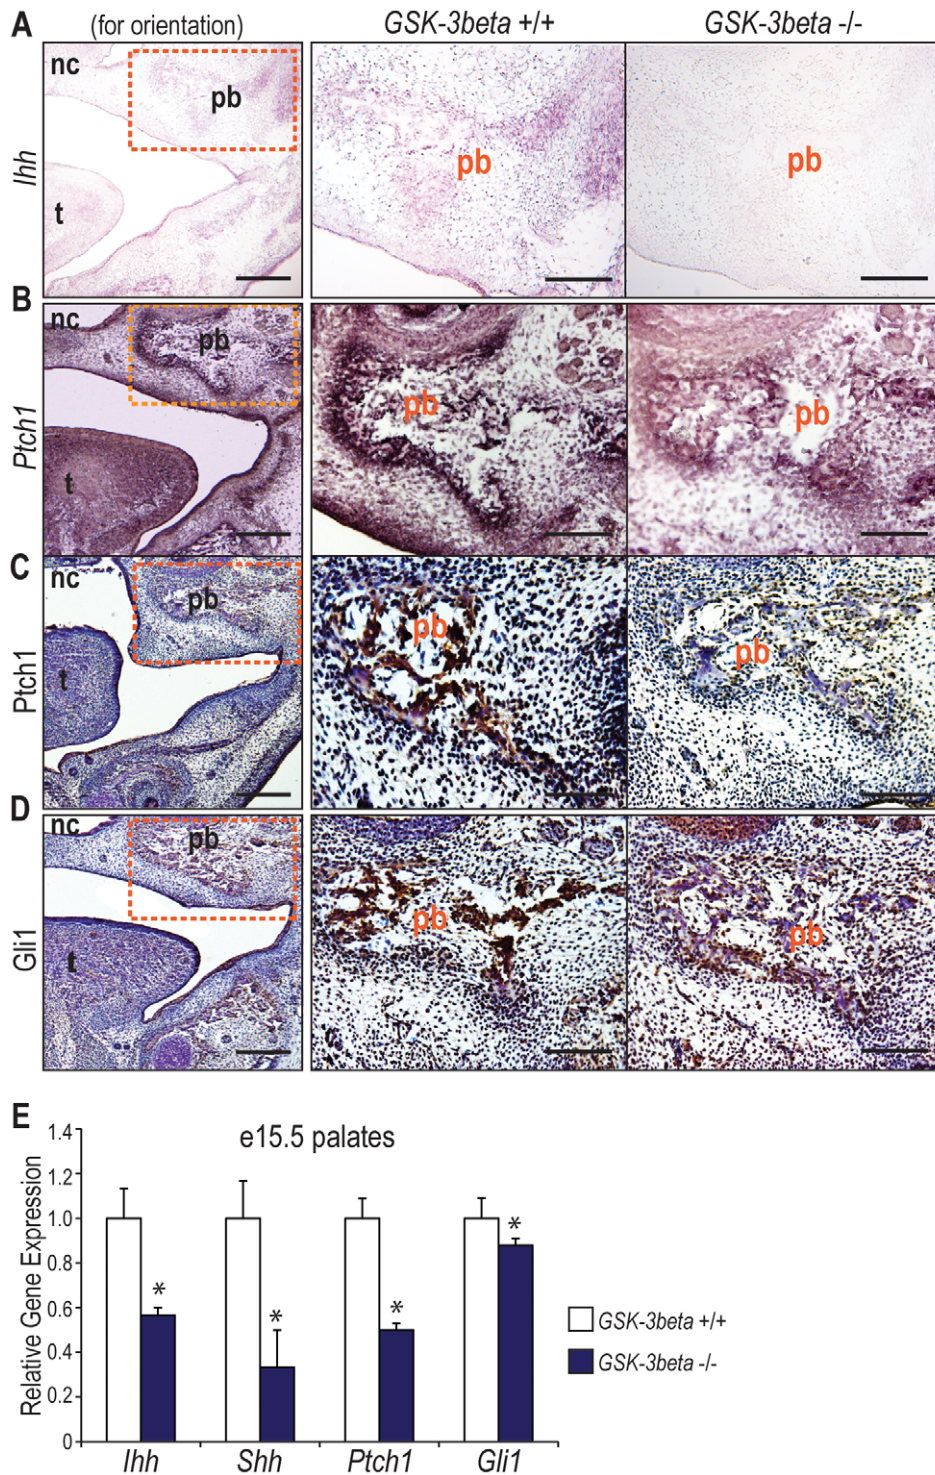 A
(for orientation)
GSK-3beta +/+
GSK-3beta -/-
Ihh
nc
pb
t
pb
pb
B
Ptch1
nc
pb
t
pb
pb
C
Ptch1
nc
pb
t
pb
pb
D
Gli1
nc
pb
t
pb
pb
E
e15.5 palates
Relative Gene Expression
1.4
1.2
1.0
0.8
0.6
0.4
0.2
0
*
*
*
*
Ihh
Shh
Ptch1
Gli1
GSK-3beta +/+
GSK-3beta -/-